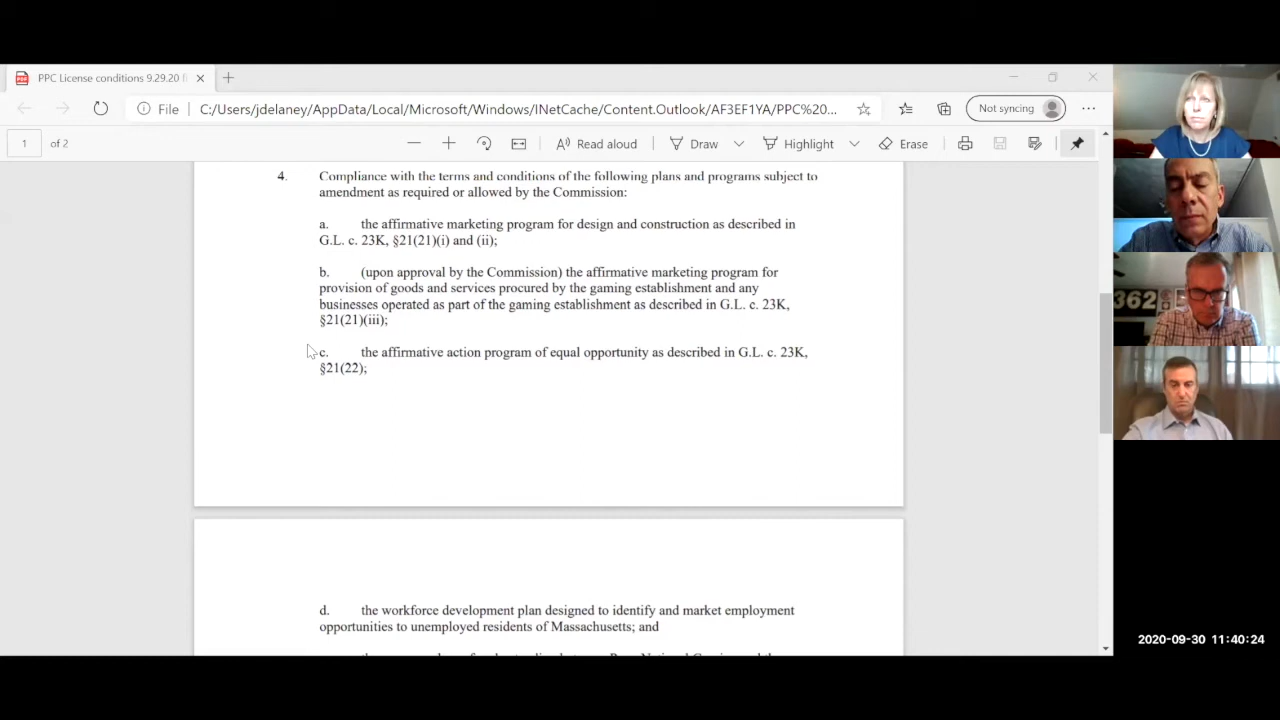 PPC License conditions 9.29.20 fi
File C:/Users/jdelaney/AppData/Local/Microsoft/Windows/INetCache/Content.Outlook/AF3EF1YA/PPC%20... Not syncing
1 of 2 Read aloud Draw Highlight Erase
4. Compliance with the terms and conditions of the following plans and programs subject to
amendment as required or allowed by the Commission:
a. the affirmative marketing program for design and construction as described in
G.L. c. 23K, §21(21)(i) and (ii);
b. (upon approval by the Commission) the affirmative marketing program for
provision of goods and services procured by the gaming establishment and any
businesses operated as part of the gaming establishment as described in G.L. c. 23K,
§21(21)(iii);
c. the affirmative action program of equal opportunity as described in G.L. c. 23K,
§21(22);
d. the workforce development plan designed to identify and market employment
opportunities to unemployed residents of Massachusetts; and
362
2020-09-30 11:40:24